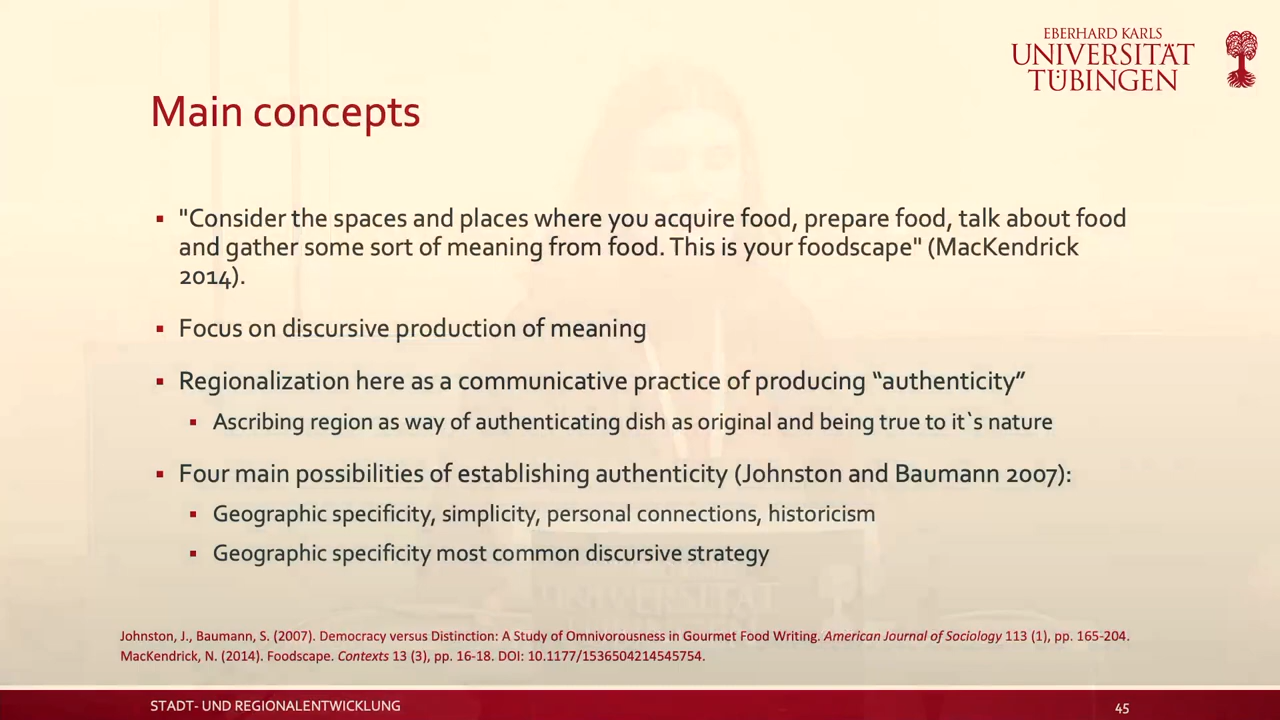 EBERHARD KARLS
UNIVERSITÄT
TÜBINGEN
Main concepts
"Consider the spaces and places where you acquire food, prepare food, talk about food
and gather some sort of meaning from food. This is your foodscape" (MacKendrick
2014).
Focus on discursive production of meaning
Regionalization here as a communicative practice of producing “authenticity”
Ascribing region as way of authenticating dish as original and being true to it`s nature
Four main possibilities of establishing authenticity (Johnston and Baumann 2007):
Geographic specificity, simplicity, personal connections, historicism
Geographic specificity most common discursive strategy
UNIVERSITÄT
Johnston, J., Baumann, S. (2007). Democracy versus Distinction: A Study of Omnivorousness in Gourmet Food Writing. American Journal of Sociology 113 (1), pp. 165-204.
MacKendrick, N. (2014). Foodscape. Contexts 13 (3), pp. 16-18. DOI: 10.1177/1536504214545754.
STADT- UND REGIONALENTWICKLUNG
45